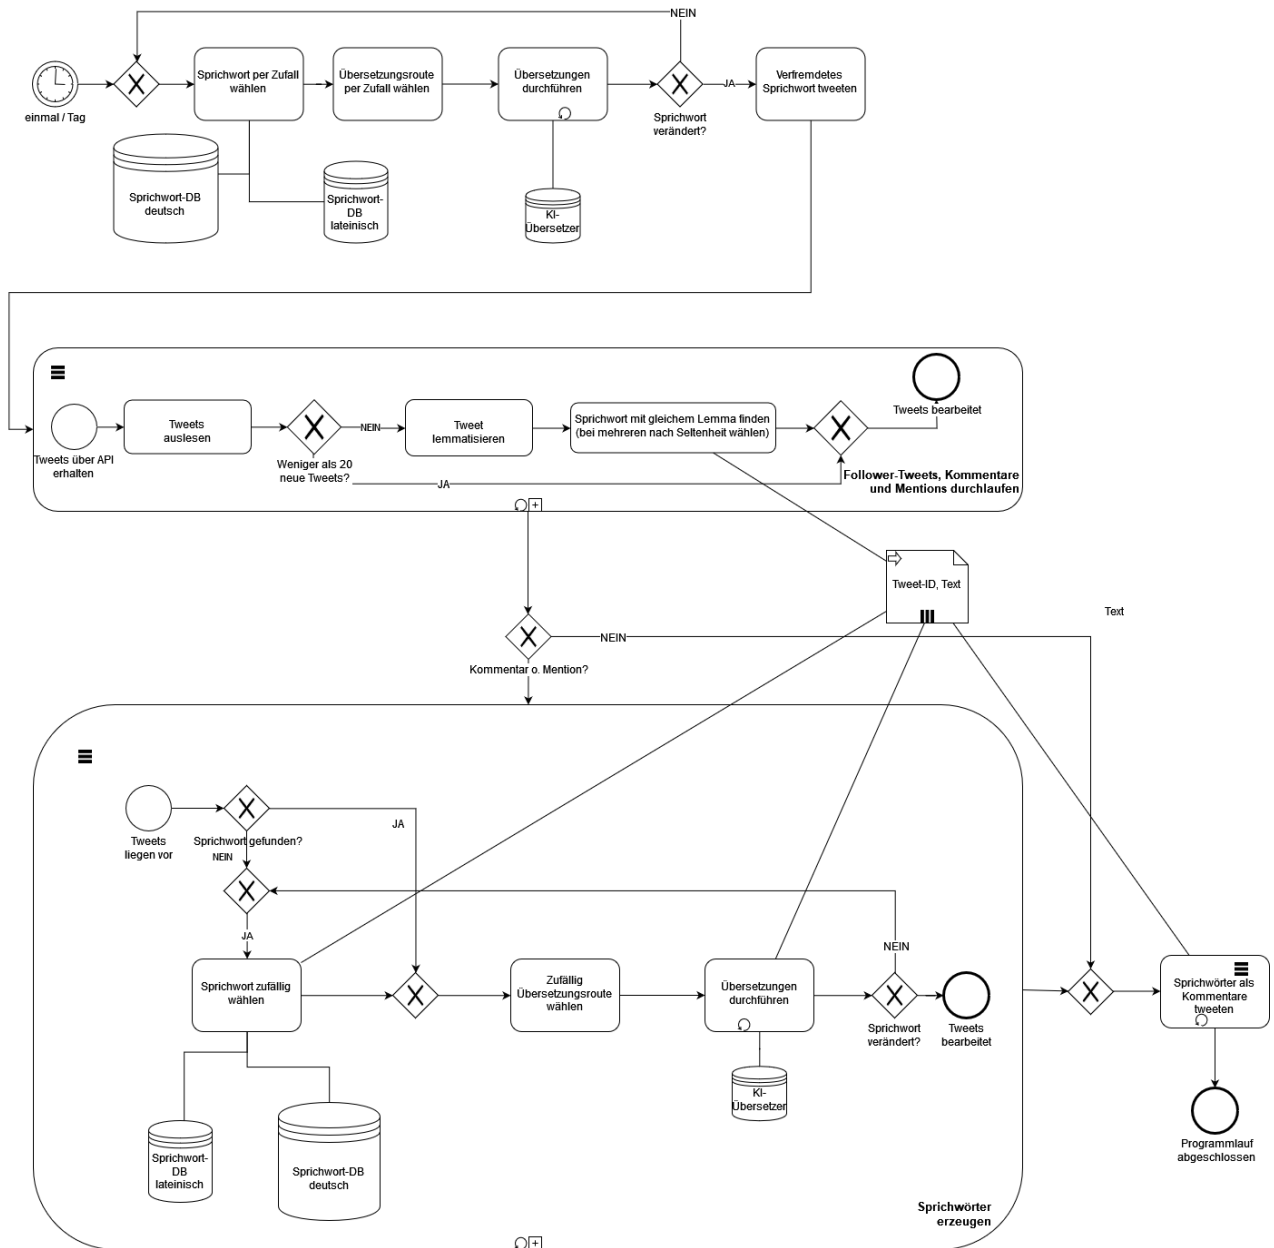 NEIN
Sprichwort per Zufall
wählen
Übersetzungsroute
per Zufall wählen
Übersetzungen
durchführen
JA
Verfremdetes
Sprichwort tweeten
einmal / Tag
Sprichwort
verändert?
Sprichwort-DB
deutsch
Sprichwort-
DB
lateinisch
KI-
Übersetzer
Tweets über API
erhalten
Tweets
auslesen
Weniger als 20
neue Tweets?
NEIN
JA
Tweet
lemmatisieren
Sprichwort mit gleichem Lemma finden
(bei mehreren nach Seltenheit wählen)
Tweets bearbeitet
Follower-Tweets, Kommentare
und Mentions durchlaufen
Tweet-ID, Text
Text
NEIN
Kommentar o. Mention?
Tweets
liegen vor
Sprichwort gefunden?
JA
NEIN
JA
Sprichwort zufällig
wählen
Zufällig
Übersetzungsroute
wählen
Übersetzungen
durchführen
NEIN
Sprichwort
verändert?
Tweets
bearbeitet
Sprichwörter als
Kommentare
tweeten
KI-
Übersetzer
Sprichwort-
DB
lateinisch
Sprichwort-DB
deutsch
Programmlauf
abgeschlossen
Sprichwörter
erzeugen